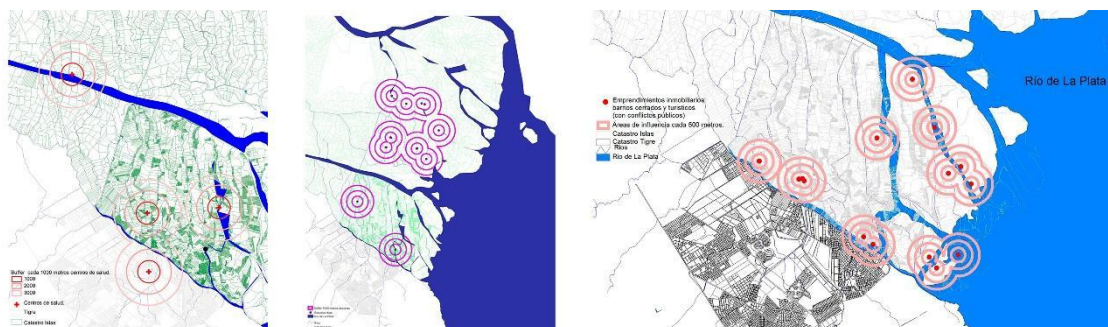 Buffer cada 1000 metros centros de salud.
1000
2000
3000
Centros de salud.
Tigre
Catastro Islas
Río de La Plata
Emprendimientos inmobiliarios:
barrios cerrados y turísticos
(con conflictos públicos)
Areas de influencia cada 500 metros.
Catastro Islas
Catastro Tigre
Ríos
Río de La Plata